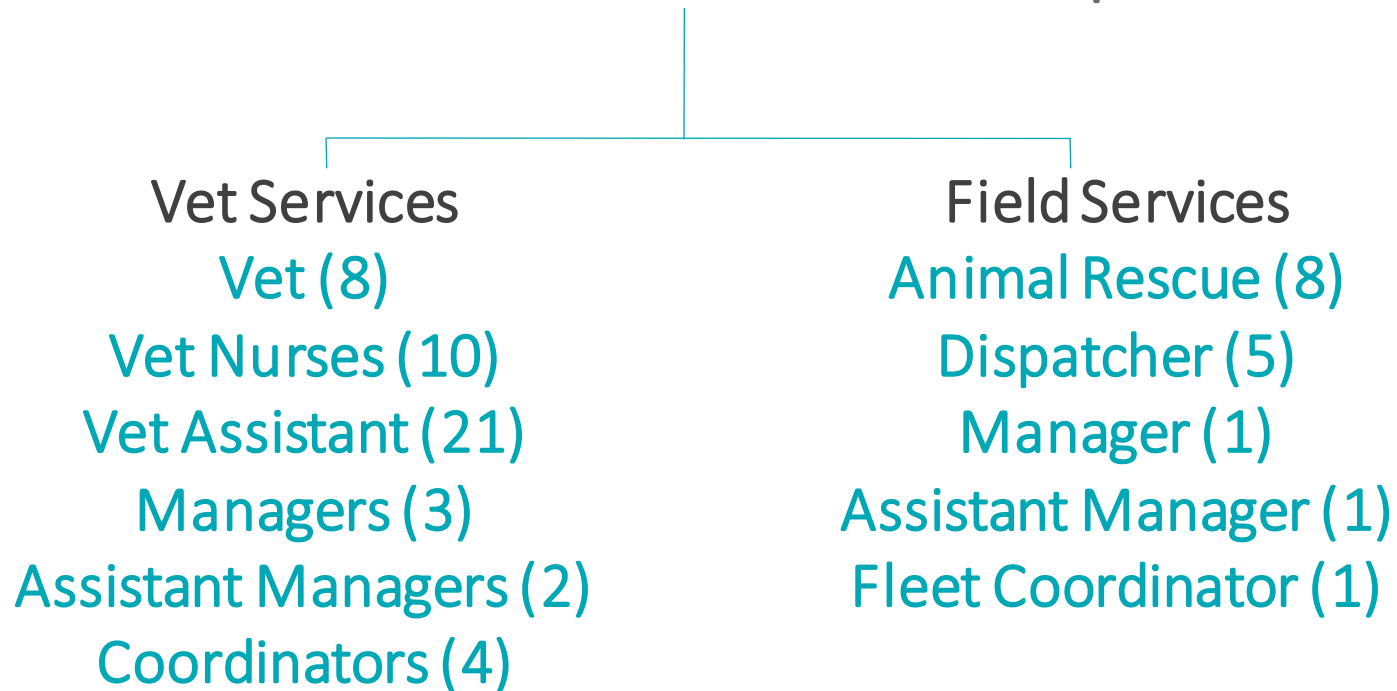 Vet Services
Vet (8)
Vet Nurses (10)
Vet Assistant (21)
Managers (3)
Assistant Managers (2)
Coordinators (4)
Field Services
Animal Rescue (8)
Dispatcher (5)
Manager (1)
Assistant Manager (1)
Fleet Coordinator (1)